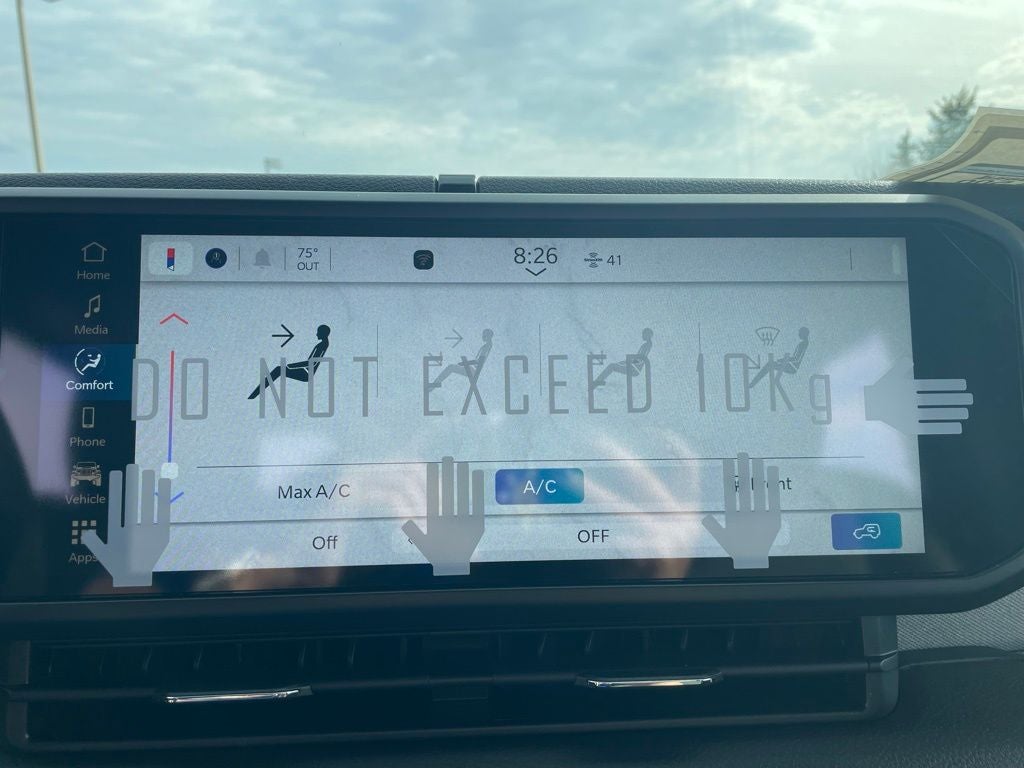 75°
OUT
8:26
41
Home
Media
Comfort
Phone
Vehicle
Apps
DO NOT EXCEED 10Kg
Max A/C
A/C
Off
OFF